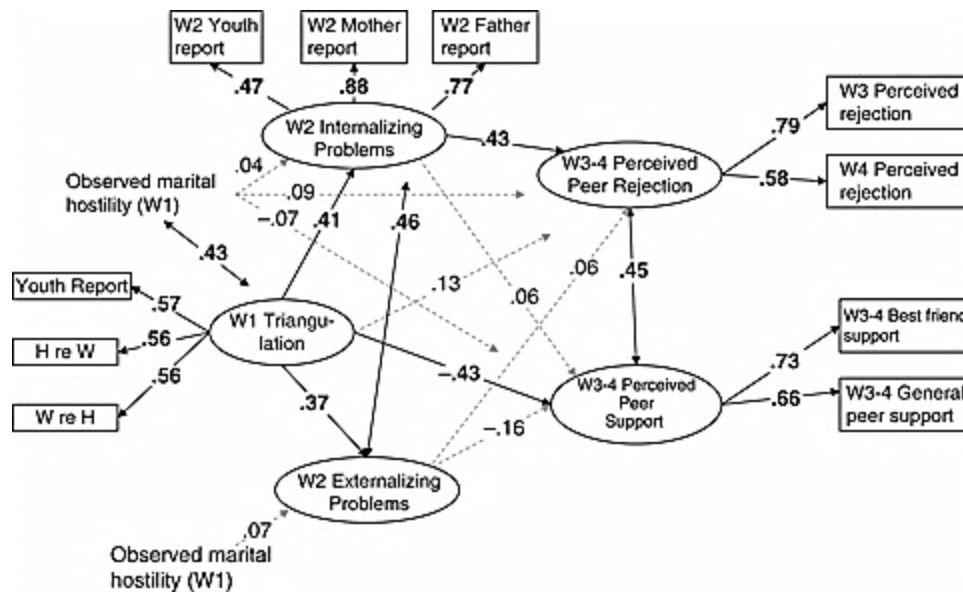 W2 Youth
report
W2 Mother
report
W2 Father
report
.47
.88
.77
W2 Internalizing
Problems
.43
W3-4 Perceived
Peer Rejection
.79
W3 Perceived
rejection
.58
W4 Perceived
rejection
Observed marital
hostility (W1)
.04
.09
-.07
.41
.46
.43
.13
.06
.06
.45
Youth Report
.57
H re W
.56
W re H
.56
W1 Triangu-
lation
-.43
.37
-.16
W3-4 Perceived
Peer
Support
.73
W3-4 Best friend
support
.66
W3-4 General
peer support
W2 Externalizing
Problems
.07
Observed marital
hostility (W1)